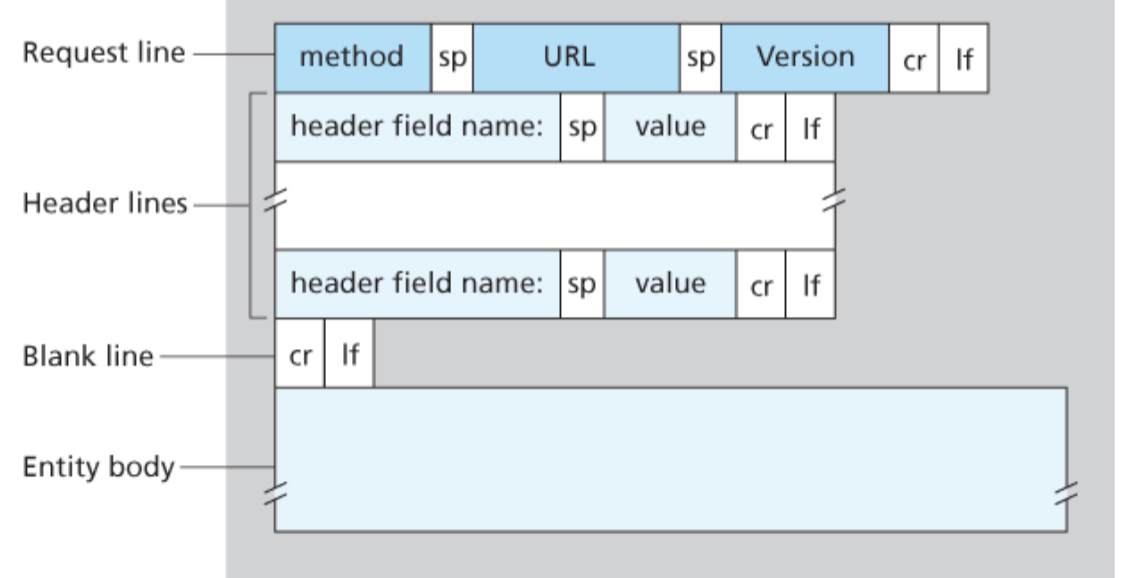 Request line method sp URL sp Version cr lf
header field name: sp value cr lf
Header lines
header field name: sp value cr lf
Blank line cr lf
Entity body